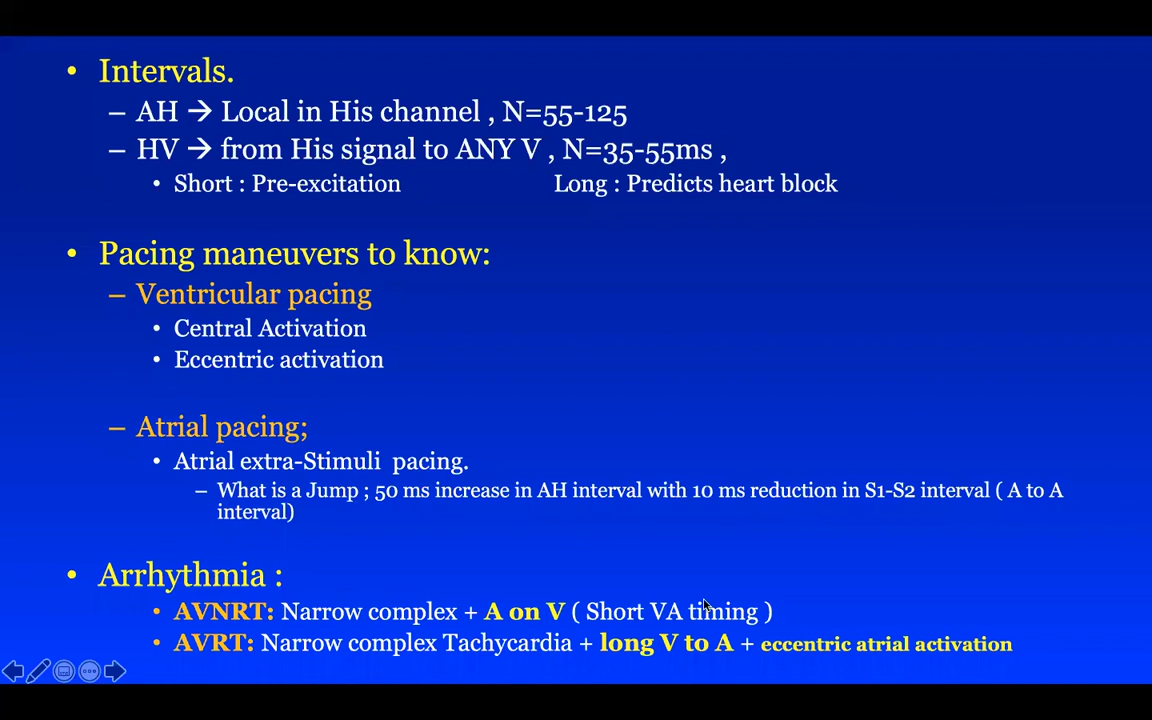 • Intervals.
– AH → Local in His channel , N=55-125
– HV → from His signal to ANY V , N=35-55ms ,
• Short : Pre-excitation Long : Predicts heart block
• Pacing maneuvers to know:
– Ventricular pacing
• Central Activation
• Eccentric activation
– Atrial pacing;
• Atrial extra-Stimuli pacing.
– What is a Jump ; 50 ms increase in AH interval with 10 ms reduction in S1-S2 interval ( A to A
interval)
• Arrhythmia :
• AVNRT: Narrow complex + A on V ( Short VA timing )
• AVRT: Narrow complex Tachycardia + long V to A + eccentric atrial activation